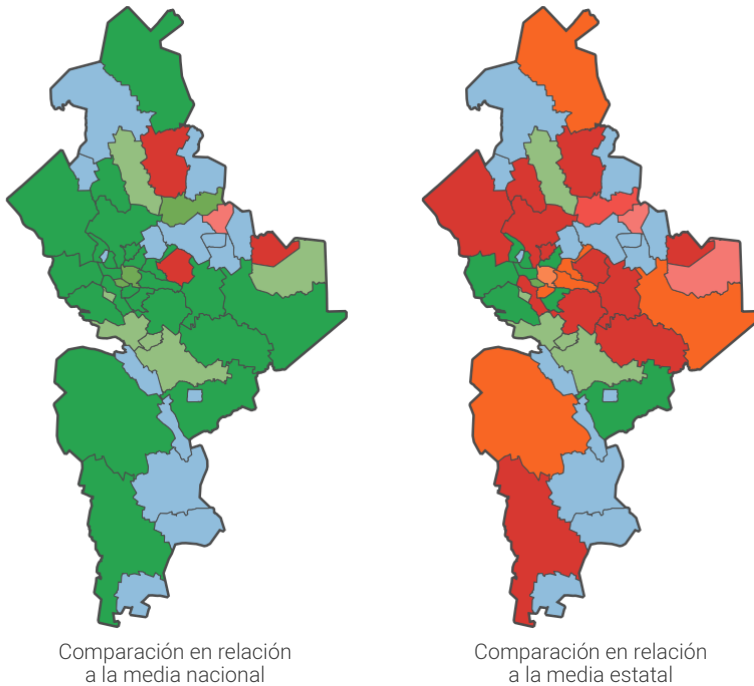 Comparación en relación
a la media nacional
Comparación en relación
a la media estatal